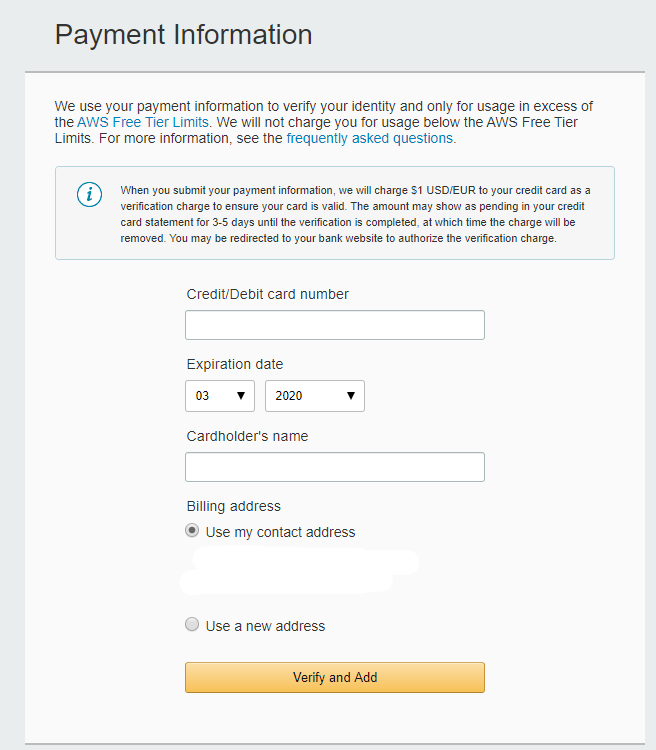 Payment Information
We use your payment information to verify your identity and only for usage in excess of
the AWS Free Tier Limits. We will not charge you for usage below the AWS Free Tier
Limits. For more information, see the frequently asked questions.
i
When you submit your payment information, we will charge $1 USD/EUR to your credit card as a
verification charge to ensure your card is valid. The amount may show as pending in your credit
card statement for 3-5 days until the verification is completed, at which time the charge will be
removed. You may be redirected to your bank website to authorize the verification charge.
Credit/Debit card number
Expiration date
03 2020
Cardholder's name
Billing address
Use my contact address
Use a new address
Verify and Add